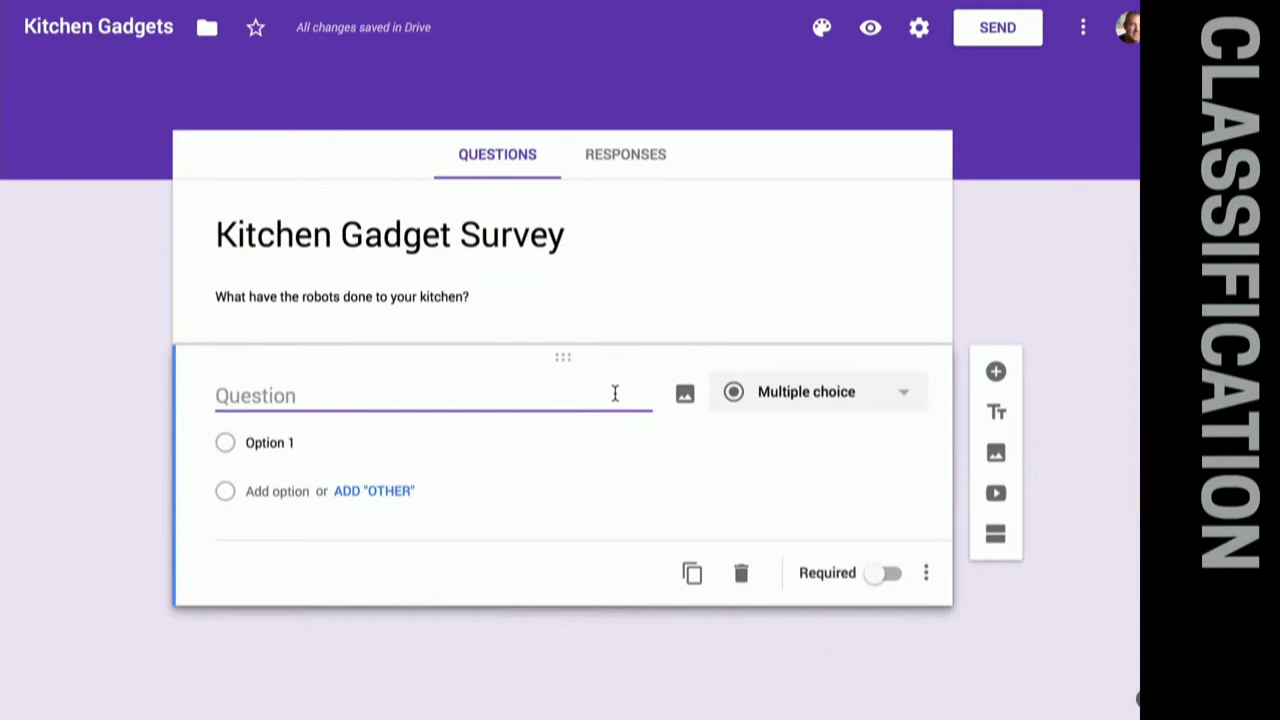 Kitchen Gadgets
All changes saved in Drive
SEND
QUESTIONS
RESPONSES
Kitchen Gadget Survey
What have the robots done to your kitchen?
Question
Multiple choice
Option 1
Add option or ADD "OTHER"
Required
Tт
CLASSIFICATION